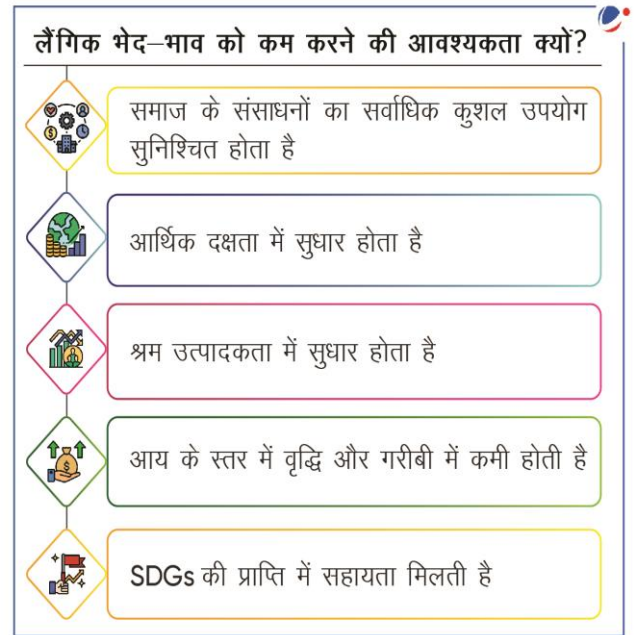 लैंगिक भेद–भाव को कम करने की आवश्यकता क्यों?
समाज के संसाधनों का सर्वाधिक कुशल उपयोग
सुनिश्चित होता है
आर्थिक दक्षता में सुधार होता है
श्रम उत्पादकता में सुधार होता है
आय के स्तर में वृद्धि और गरीबी में कमी होती है
SDGs की प्राप्ति में सहायता मिलती है